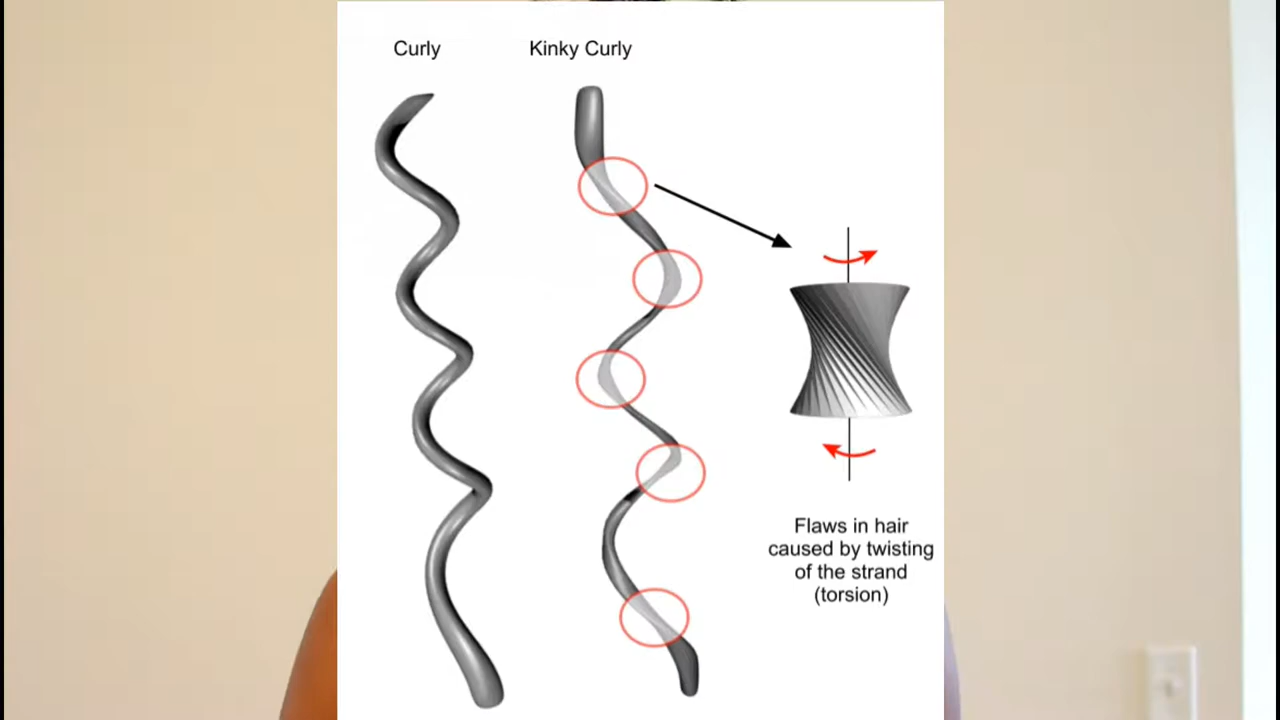 Curly
Kinky Curly
Flaws in hair
caused by twisting
of the strand
(torsion)